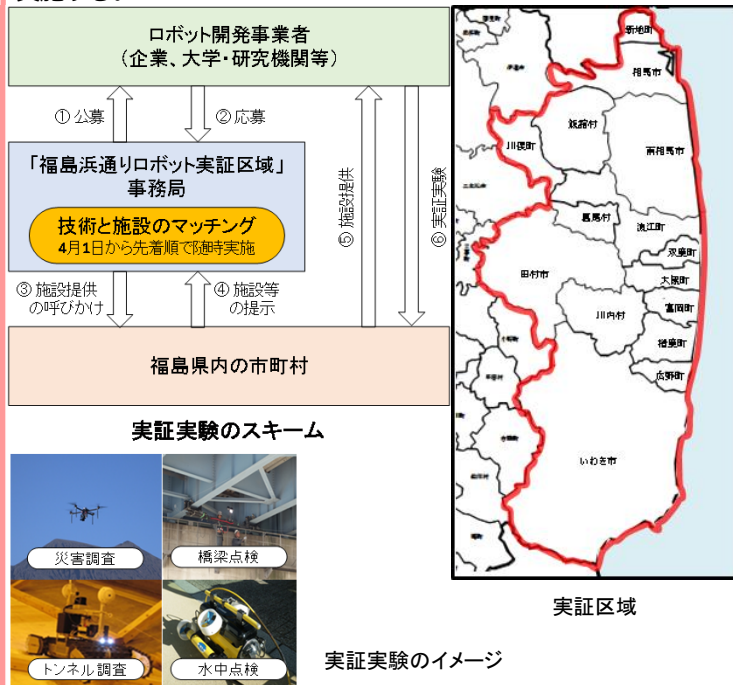 ロボット開発事業者
（企業、大学・研究機関等）
①公募
②応募
「福島浜通りロボット実証区域」
事務局
技術と施設のマッチング
4月1日から先着順で随時実施
③ 施設提供
の呼びかけ
④ 施設等
の提示
⑤ 施設提供
⑥ 実証実験
福島県内の市町村
実証実験のスキーム
災害調査
橋梁点検
トンネル調査
水中点検
実証実験のイメージ
新地町
相馬市
飯舘村
川俣町
南相馬市
葛尾村
浪江町
双葉町
田村市
大熊町
川内村
富岡町
楢葉町
広野町
いわき市
実証区域